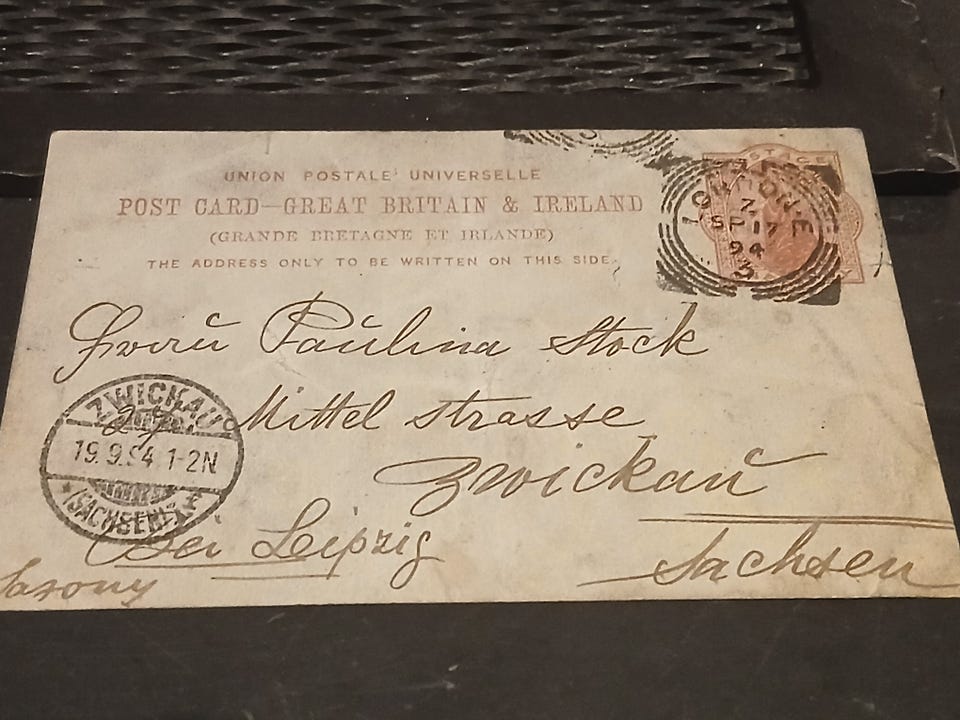 UNION POSTALE UNIVERSELLE
POST CARD—GREAT BRITAIN & IRELAND
(GRANDE BRETAGNE ET IRLANDE)
THE ADDRESS ONLY TO BE WRITTEN ON THIS SIDE.
POSTAGE
LONDON.E
Z
SP 17
94
Paulina Stock
Mittel strasse
Zwickau
Bei Leipzig
Sachsen
Saxony
ZWICKAU
19.9.94.1-2N
(SACHSEN)